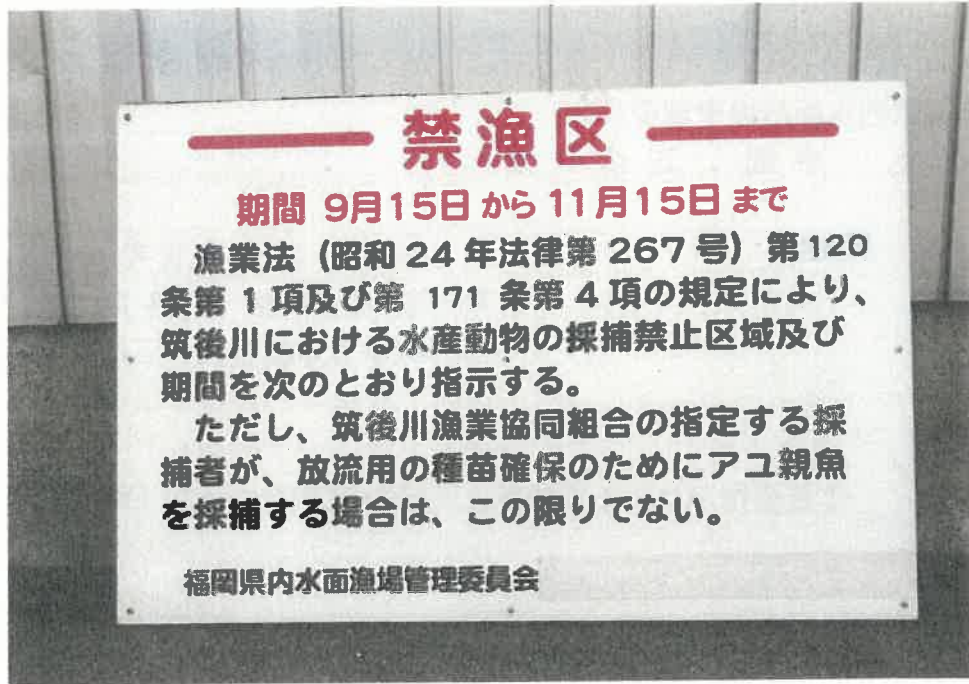 禁漁区
期間 9月15日から11月15日まで
漁業法（昭和24年法律第267号）第120
条第1項及び第 171 条第4項の規定により、
筑後川における水産動物の採捕禁止区域及び
期間を次のとおり指示する。
ただし、筑後川漁業協同組合の指定する採
捕者が、放流用の種苗確保のためにアユ親魚
を採捕する場合は、この限りでない。
福岡県内水面漁場管理委員会